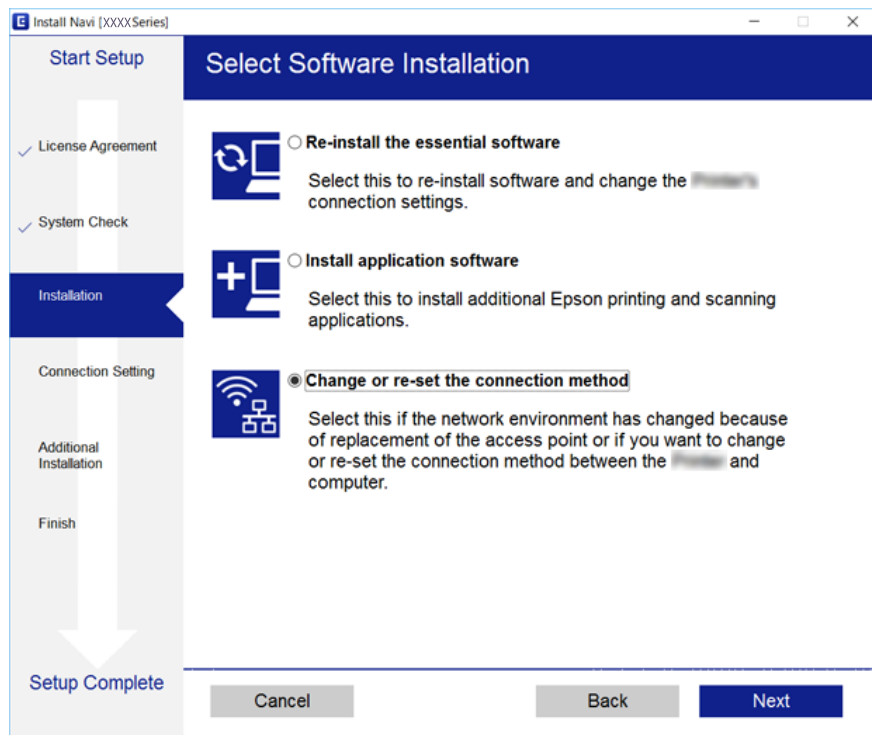 E Install Navi [XXXX Series]
Start Setup
Select Software Installation
License Agreement
System Check
Installation
Connection Setting
Additional
Installation
Finish
Setup Complete
Re-install the essential software
Select this to re-install software and change the
connection settings.
Install application software
Select this to install additional Epson printing and scanning
applications.
Change or re-set the connection method
Select this if the network environment has changed because
of replacement of the access point or if you want to change
or re-set the connection method between the and
computer.
Cancel
Back
Next